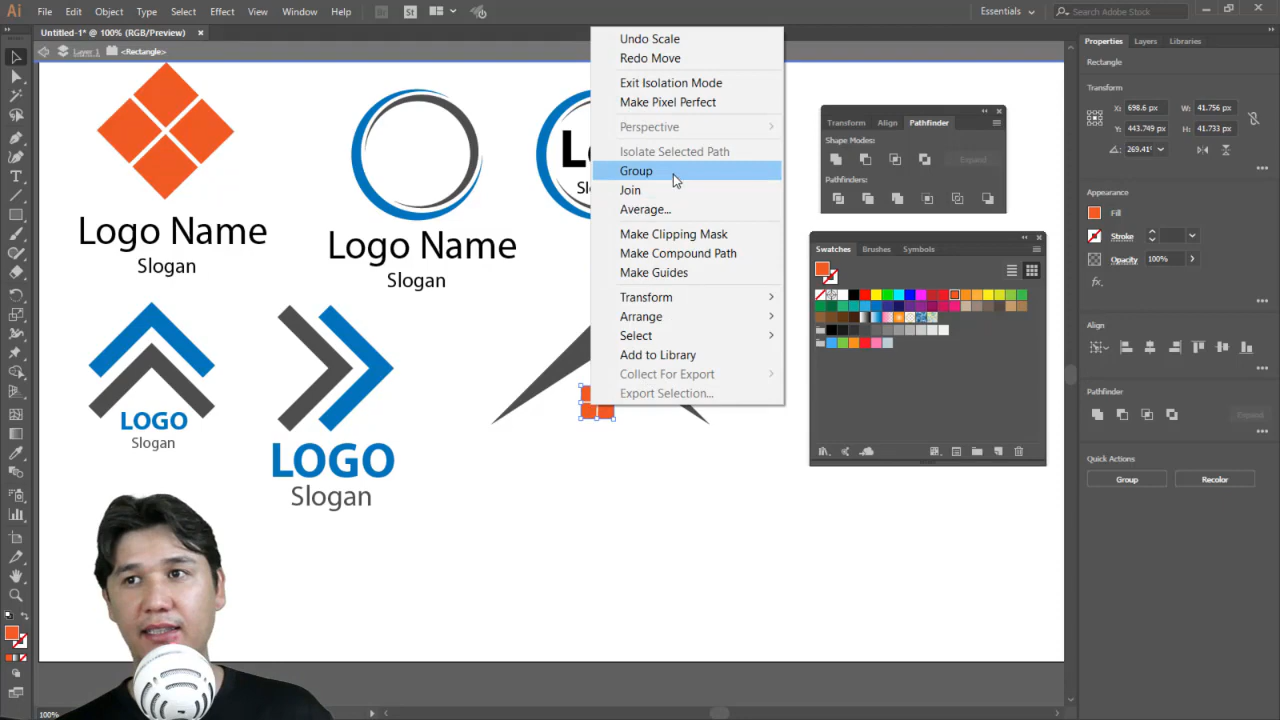 Ai File Edit Object Type Select Effect View Window Help Br St Essentials Search Adobe Stock
Untitled-1* @ 100% (RGB/Preview)
Layer 1 <Rectangle>
Undo Scale
Redo Move
Exit Isolation Mode
Make Pixel Perfect
Perspective
Isolate Selected Path
Group
Join
Average...
Make Clipping Mask
Make Compound Path
Make Guides
Transform
Arrange
Select
Add to Library
Collect For Export
Export Selection...
Logo Name
Slogan
Logo Name
Slogan
LOGO
Slogan
LOGO
Slogan
Transform Align Pathfinder
Shape Modes:
Expand
Pathfinders:
Swatches Brushes Symbols
Properties Layers Libraries
Rectangle
Transform
X: 698.6 px W: 41.756 px
Y: 443.749 px H: 41.733 px
269.41°
Appearance
Fill
Stroke
Opacity 100%
fx.
Align
Pathfinder
Expand
Quick Actions
Group Recolor
100%